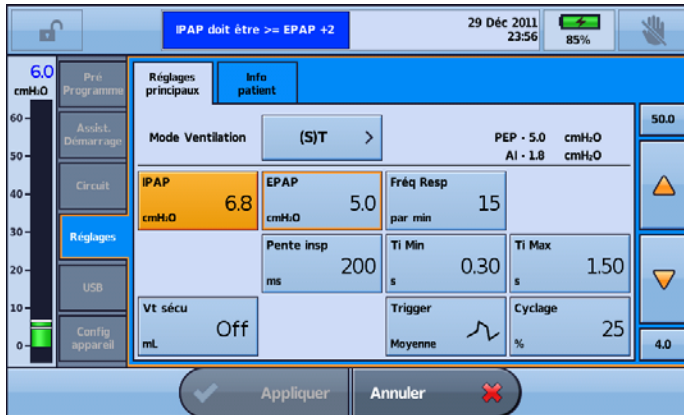 IPAP doit être >= EPAP +2
29 Déc 2011
23:56
85%
6.0
cmH₂O
60
50
40
30
20
10
0
Pré
Programme
Assist.
Démarrage
Circuit
Réglages
USB
Config
appareil
Réglages
principaux
Info
patient
Mode Ventilation
(S)T >
PEP - 5.0 cmH₂O
AI - 1.8 cmH₂O
IPAP
6.8
cmH₂O
EPAP
5.0
cmH₂O
Fréq Resp
15
par min
Pente insp
200
ms
Ti Min
0.30
s
Ti Max
1.50
s
Vt sécu
Off
mL
Trigger
Moyenne
Cyclage
25
%
50.0
4.0
Appliquer
Annuler